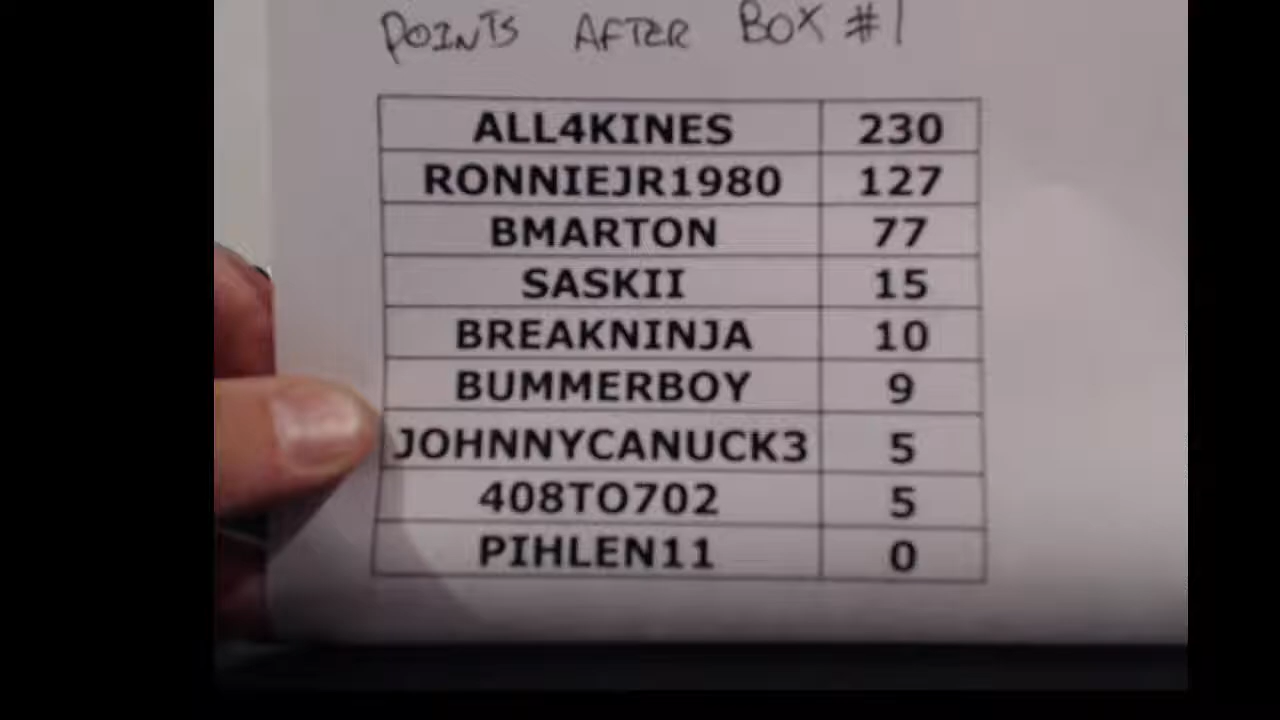 POINTS AFTER BOX #1
ALL4KINES 230
RONNIEJR1980 127
BMARTON 77
SASKII 15
BREAKNINJA 10
BUMMERBOY 9
JOHNNYCANUCK3 5
408TO702 5
PIHLEN11 0